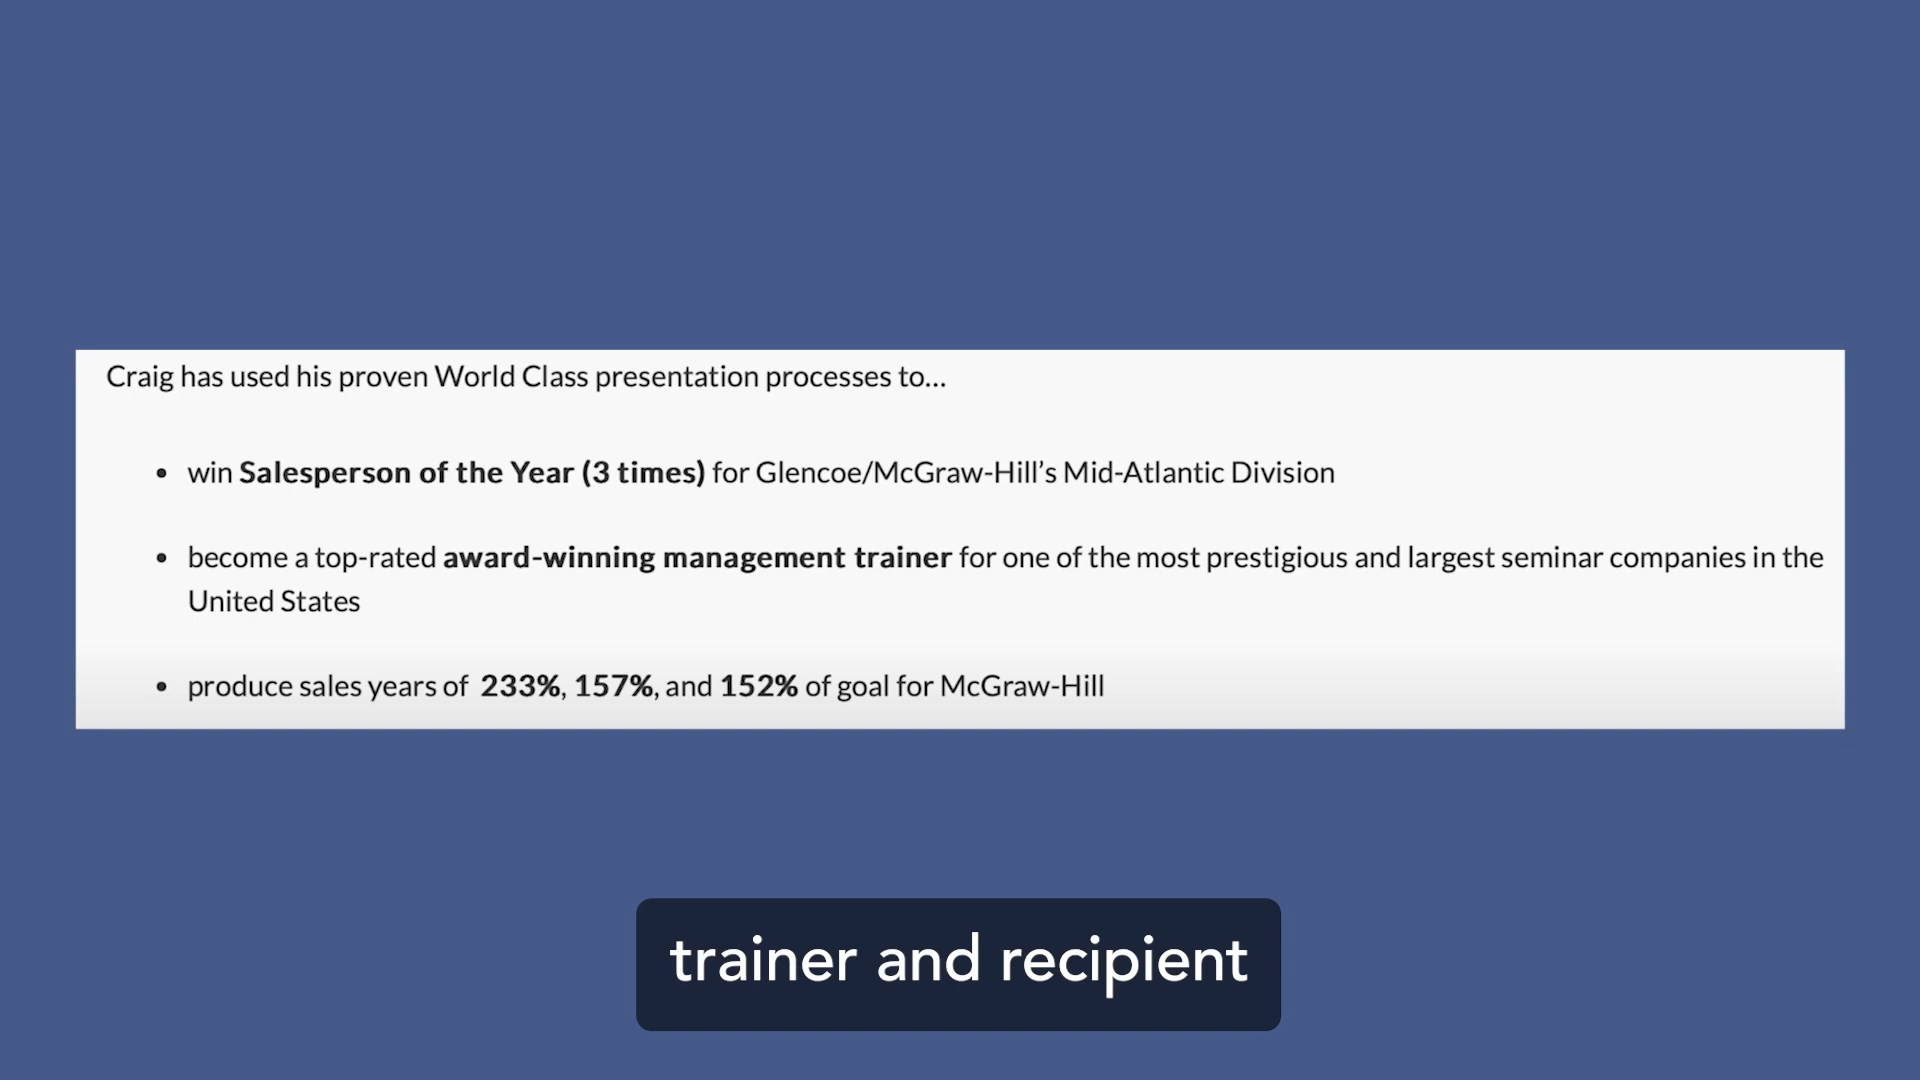 Craig has used his proven World Class presentation processes to...
• win Salesperson of the Year (3 times) for Glencoe/McGraw-Hill’s Mid-Atlantic Division
• become a top-rated award-winning management trainer for one of the most prestigious and largest seminar companies in the
United States
• produce sales years of 233%, 157%, and 152% of goal for McGraw-Hill
trainer and recipient